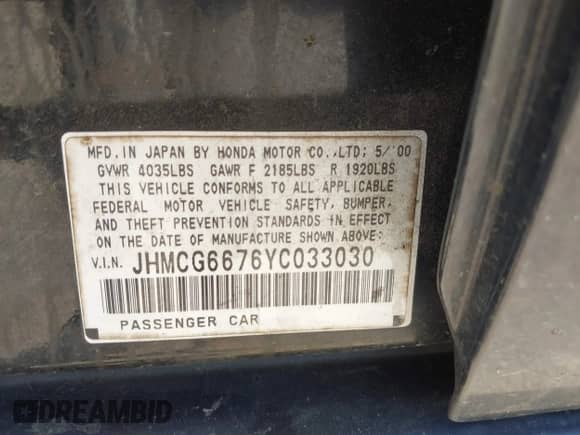 MFD. IN JAPAN BY HONDA MOTOR CO., LTD; 5/'00
GVWR 4035LBS GAWR F 2185LBS R 1920LBS
THIS VEHICLE CONFORMS TO ALL APPLICABLE
FEDERAL MOTOR VEHICLE SAFETY, BUMPER,
AND THEFT PREVENTION STANDARDS IN EFFECT
ON THE DATE OF MANUFACTURE SHOWN ABOVE:
V.I.N. JHMCG6676YC033030
PASSENGER CAR
DREAMBID